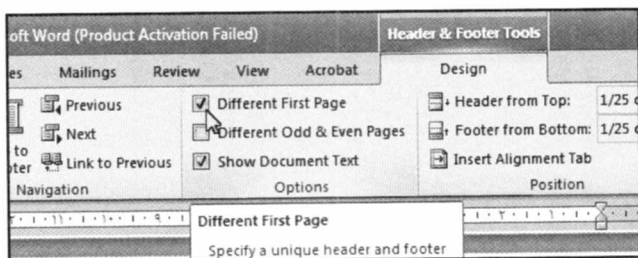 oft Word (Product Activation Failed) Header & Footer Tools
es Mailings Review View Acrobat Design
Previous Different First Page Header from Top: 1/25
Next Different Odd & Even Pages Footer from Bottom: 1/25
to
ter Link to Previous Show Document Text Insert Alignment Tab
Navigation Options Position
Different First Page
Specify a unique header and footer